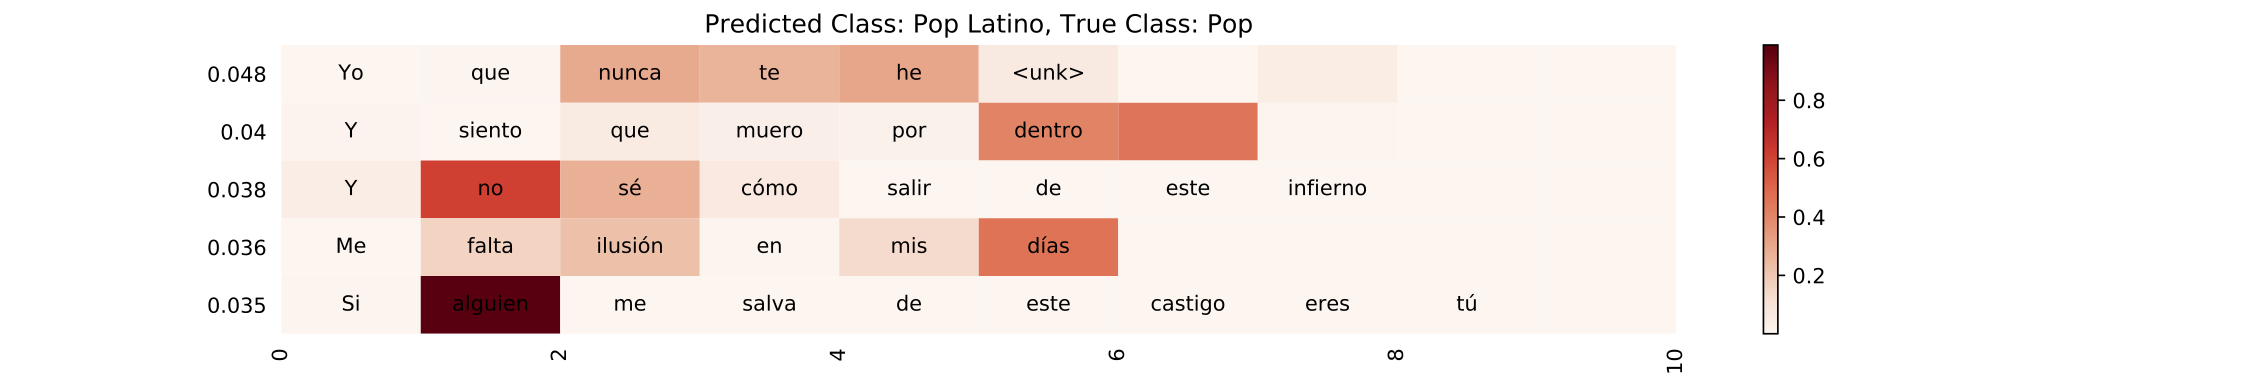 Predicted Class: Pop Latino, True Class: Pop
0.048 Yo que nunca te he <unk>
0.04 Y siento que muero por dentro
0.038 Y no sé cómo salir de este infierno
0.036 Me falta ilusión en mis días
0.035 Si alguien me salva de este castigo eres tú
0 2 4 6 8 10
0.8
0.6
0.4
0.2